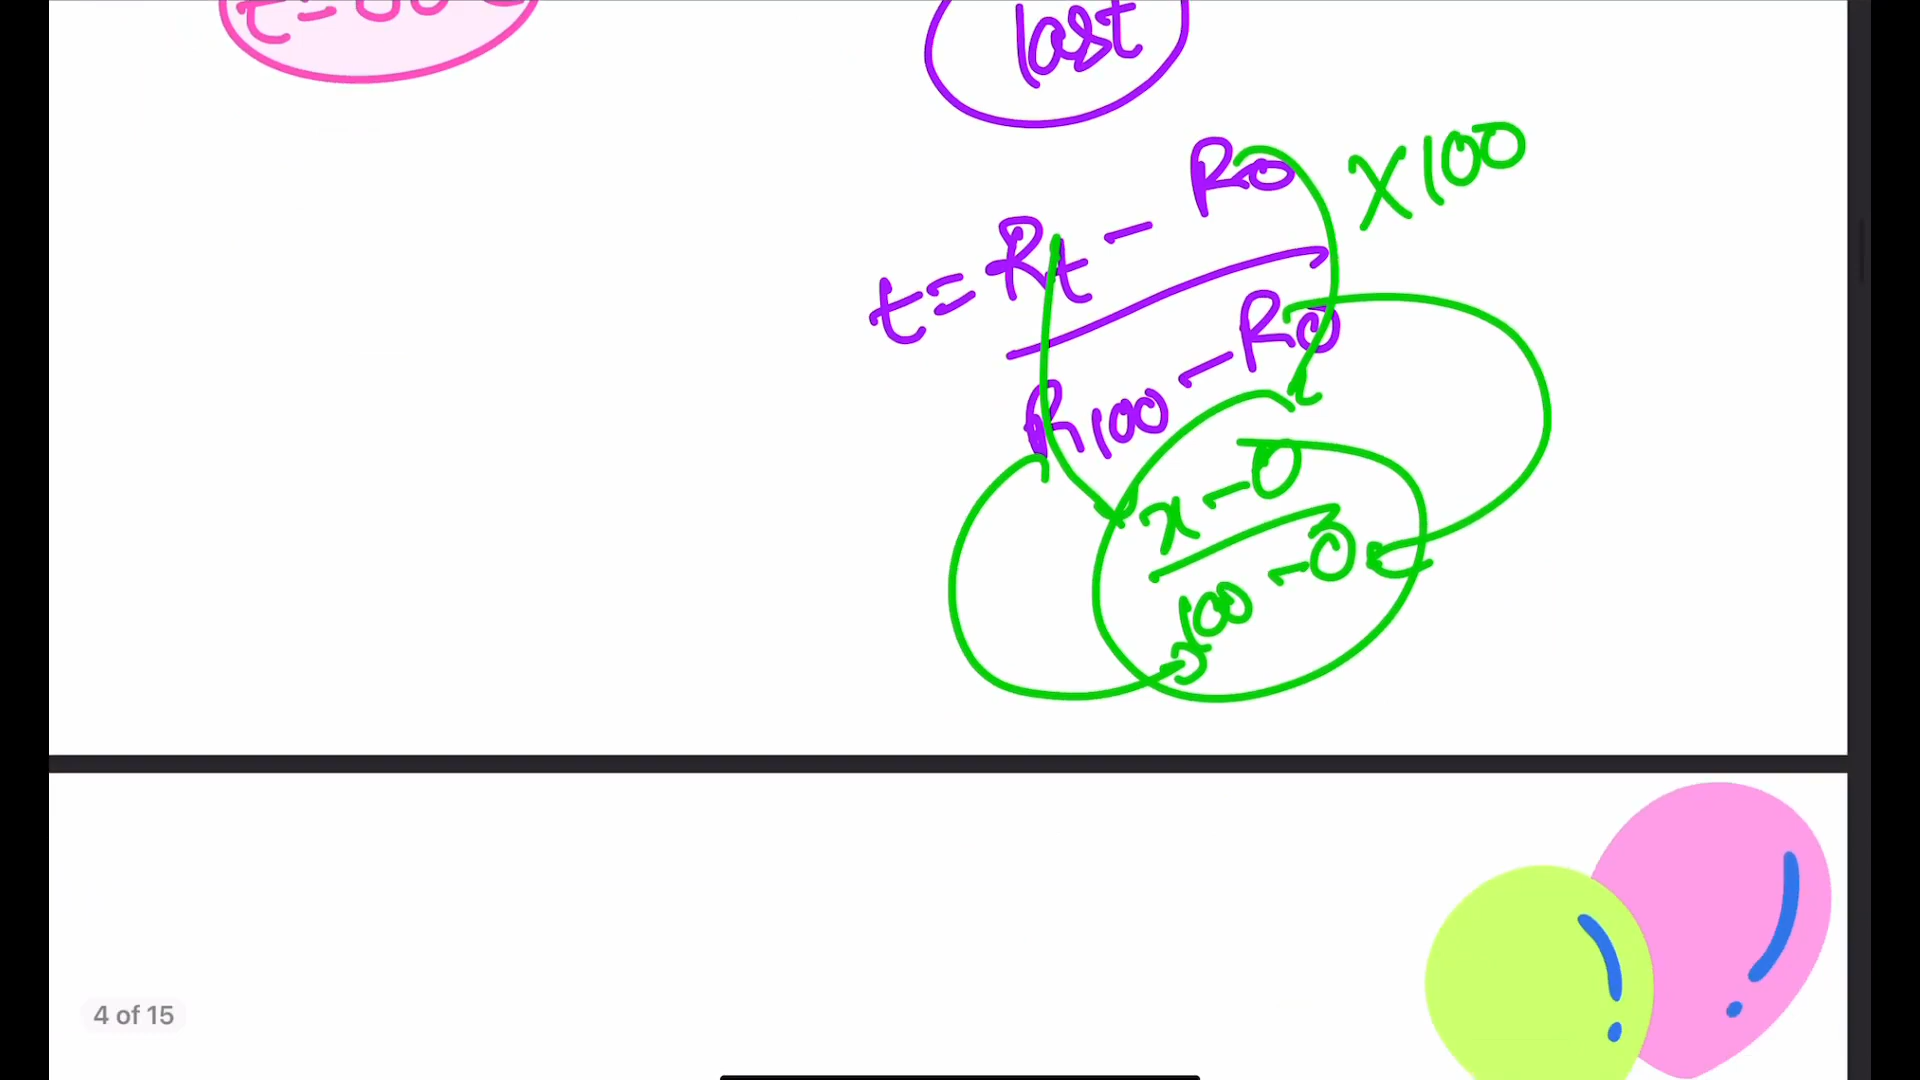 last
t = Rt - R0 × 100
R100 - R0
x - 0
100 - 0
4 of 15